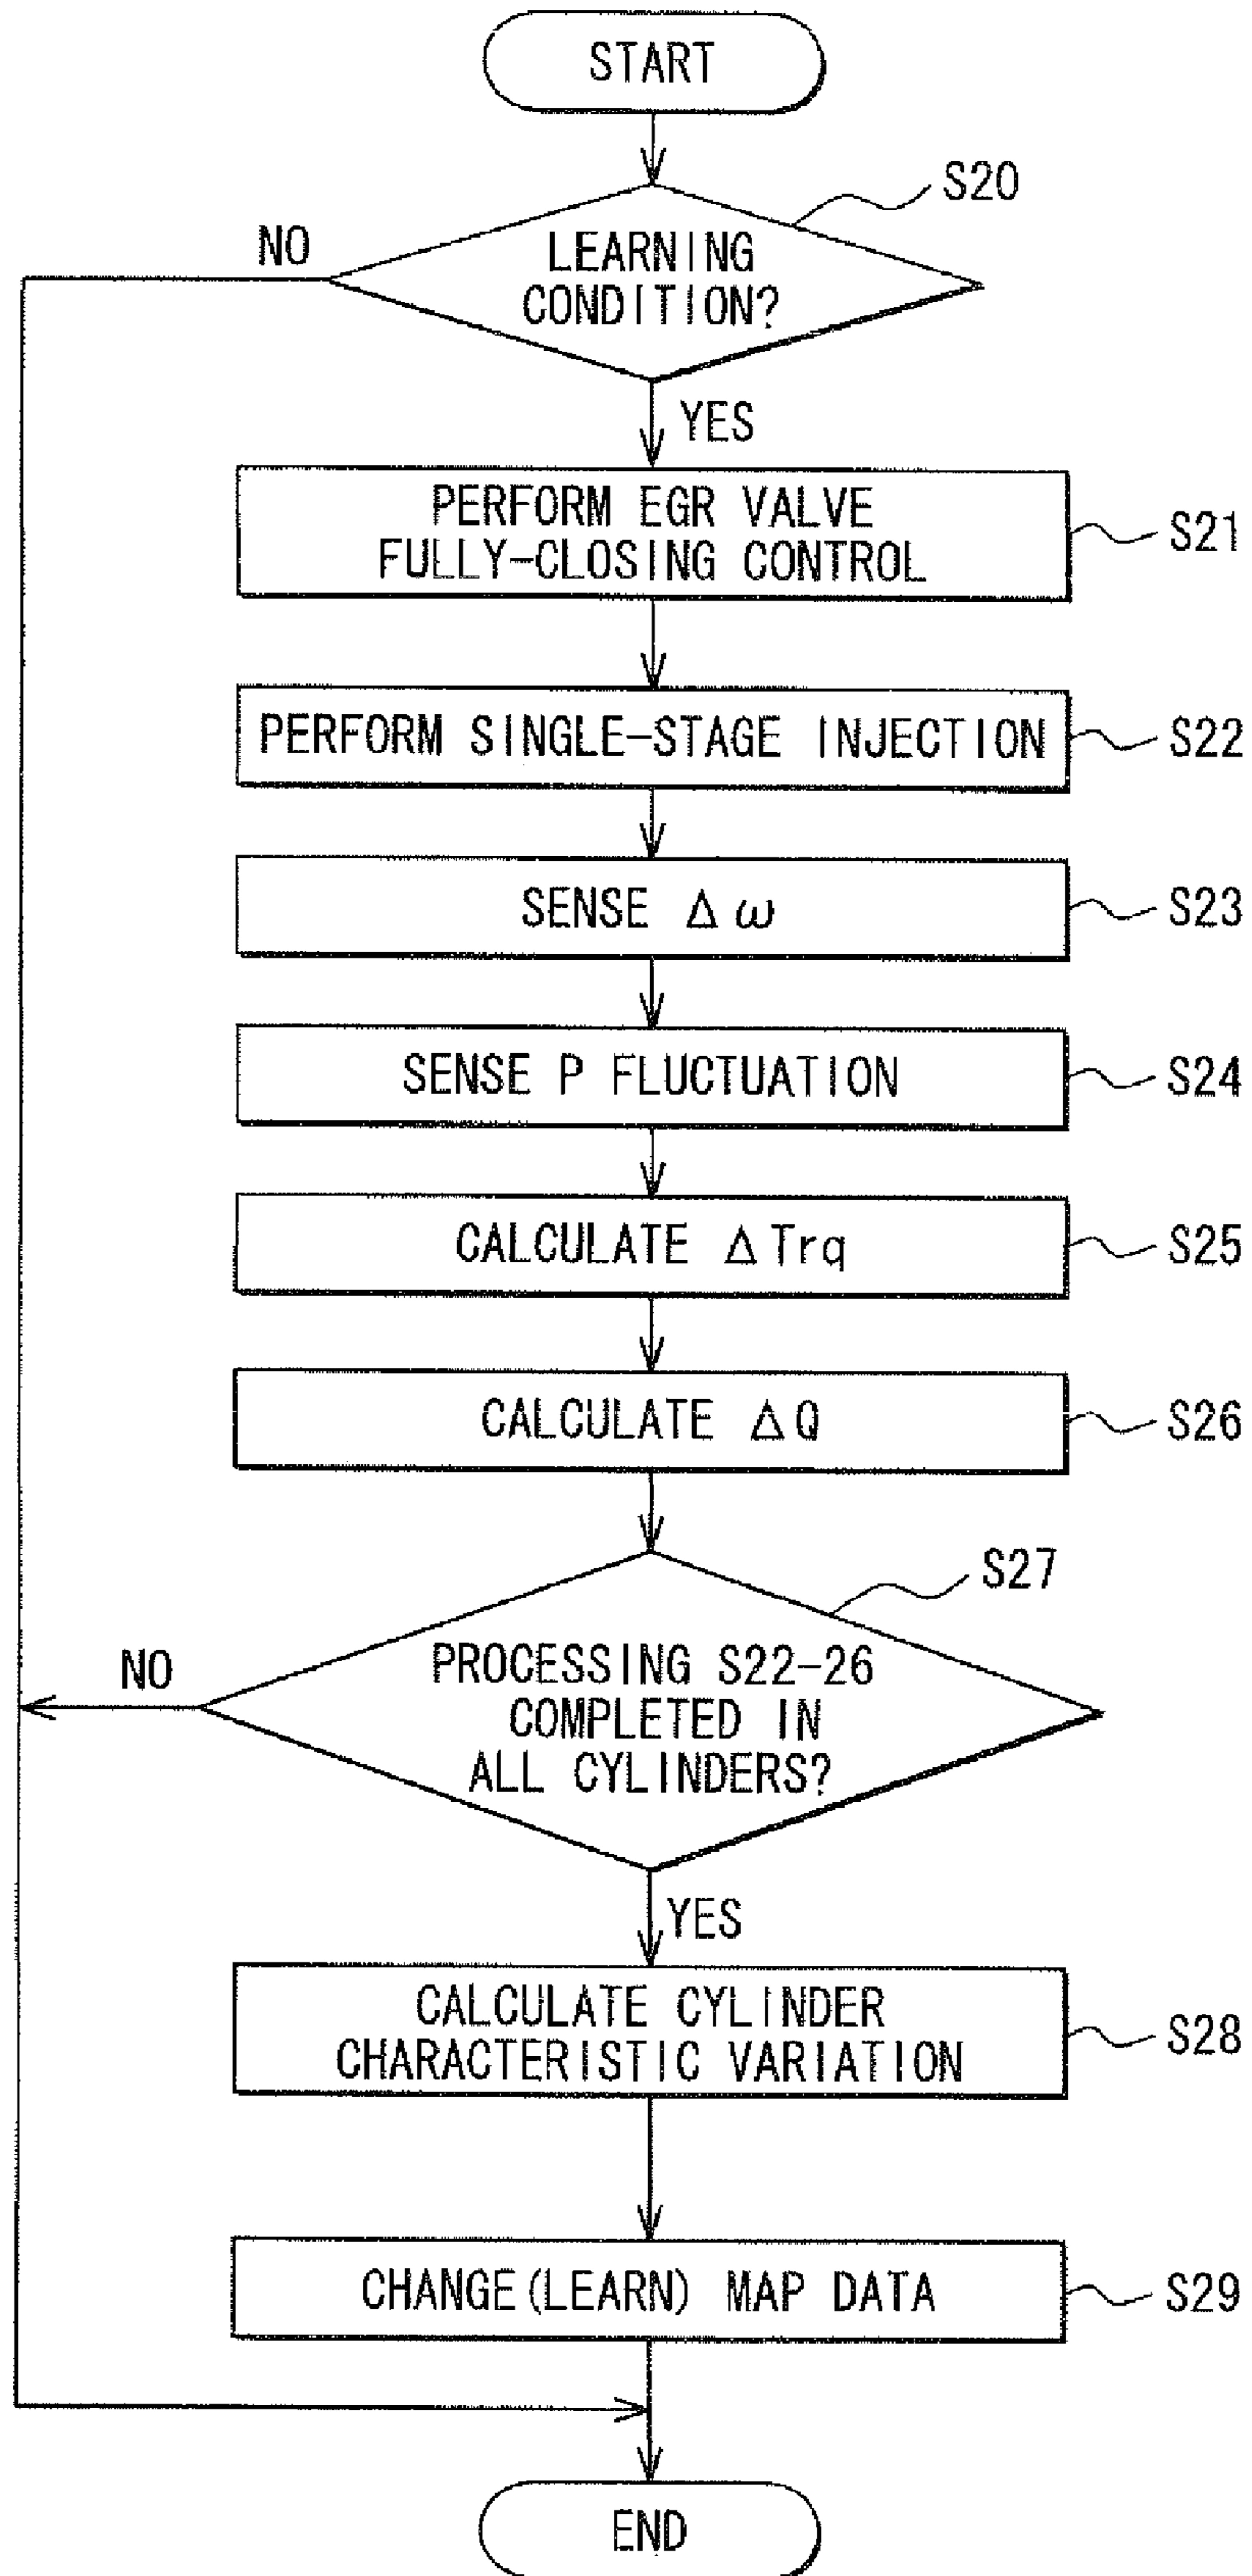 START
S20
NO
LEARNING
CONDITION?
YES
PERFORM EGR VALVE
FULLY-CLOSING CONTROL
S21
PERFORM SINGLE-STAGE INJECTION
S22
SENSE Δω
S23
SENSE P FLUCTUATION
S24
CALCULATE ΔTrq
S25
CALCULATE ΔQ
S26
S27
NO
PROCESSING S22-26
COMPLETED IN
ALL CYLINDERS?
YES
CALCULATE CYLINDER
CHARACTERISTIC VARIATION
S28
CHANGE(LEARN) MAP DATA
S29
END